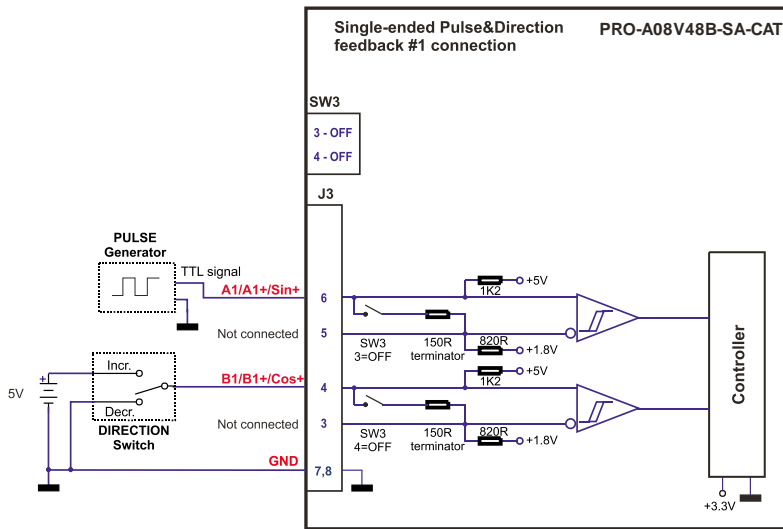 Single-ended Pulse&Direction
feedback #1 connection
PRO-A08V48B-SA-CAT
SW3
3 - OFF
4 - OFF
J3
PULSE
Generator
TTL signal
A1/A1+/Sin+
6
+5V
1K2
Not connected
5
SW3
3=OFF
150R
terminator
820R
+1.8V
5V
+
Incr.
Decr.
DIRECTION
Switch
B1/B1+/Cos+
4
+5V
1K2
Not connected
3
SW3
4=OFF
150R
terminator
820R
+1.8V
GND
7,8
Controller
+3.3V